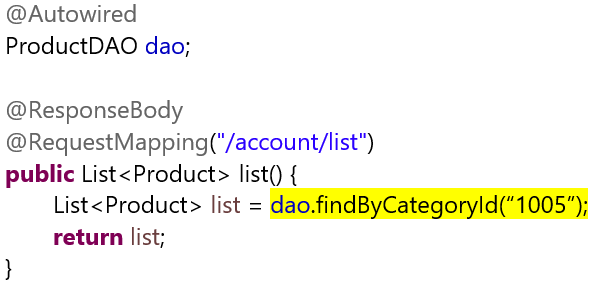 @Autowired
ProductDAO dao;
@ResponseBody
@RequestMapping("/account/list")
public List<Product> list() {
List<Product> list = dao.findByCategoryId(“1005”);
return list;
}